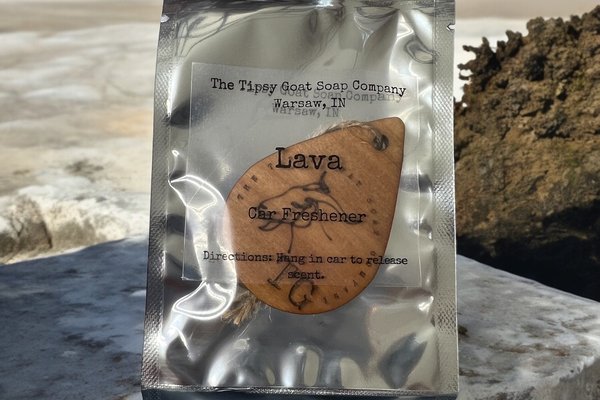 The Tipsy Goat Soap Company
Warsaw, IN
Lava
Car Freshener
Directions: Hang in car to release
scent.